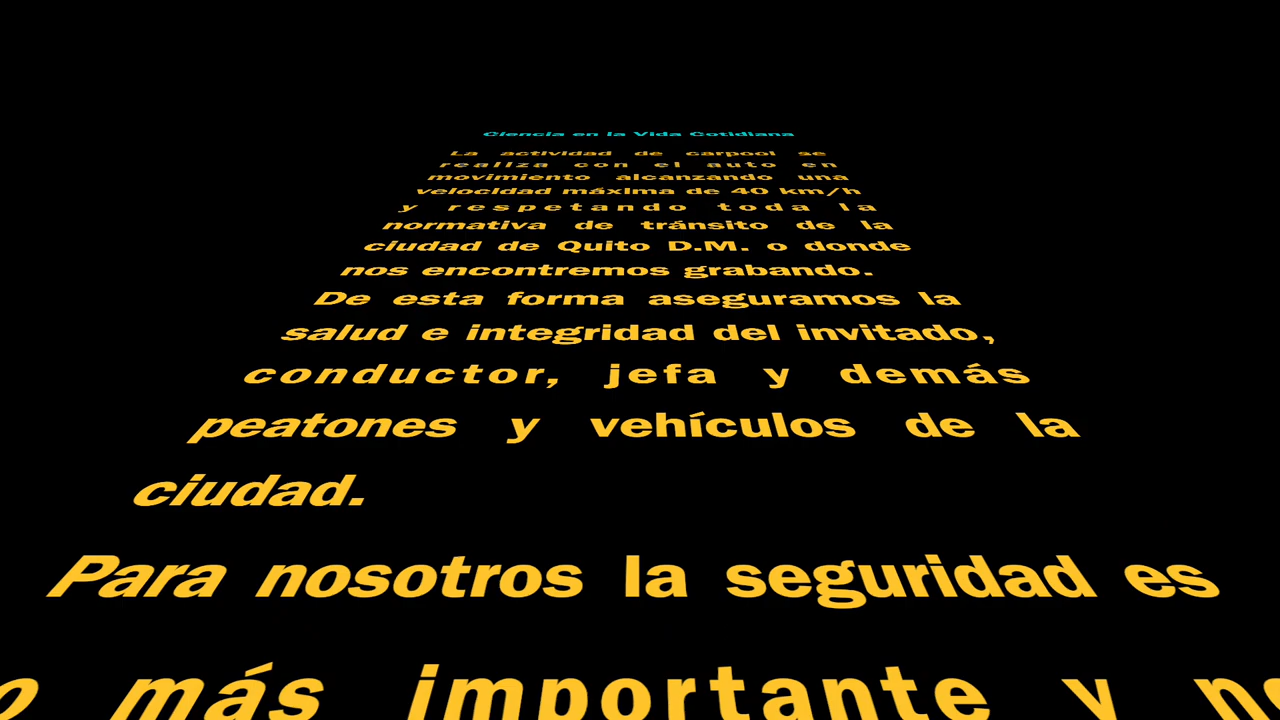 Ciencia en la Vida Cotidiana
La actividad de carpool se
realiza con el auto en
movimiento alcanzando una
velocidad máxima de 40 km/h
y respetando toda la
normativa de tránsito de la
ciudad de Quito D.M. o donde
nos encontremos grabando.
De esta forma aseguramos la
salud e integridad del invitado,
conductor, jefa y demás
peatones y vehículos de la
ciudad.
Para nosotros la seguridad es
más importante y